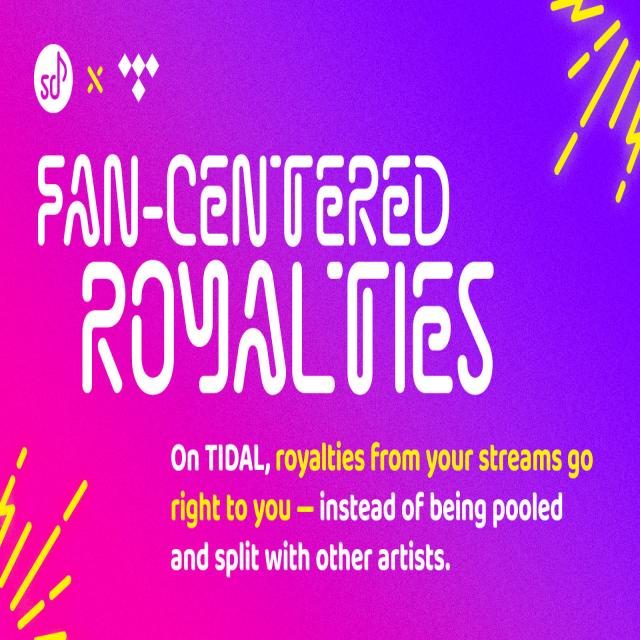 sd x
FAN-CENTERED
ROYALTIES
On TIDAL, royalties from your streams go
right to you — instead of being pooled
and split with other artists.